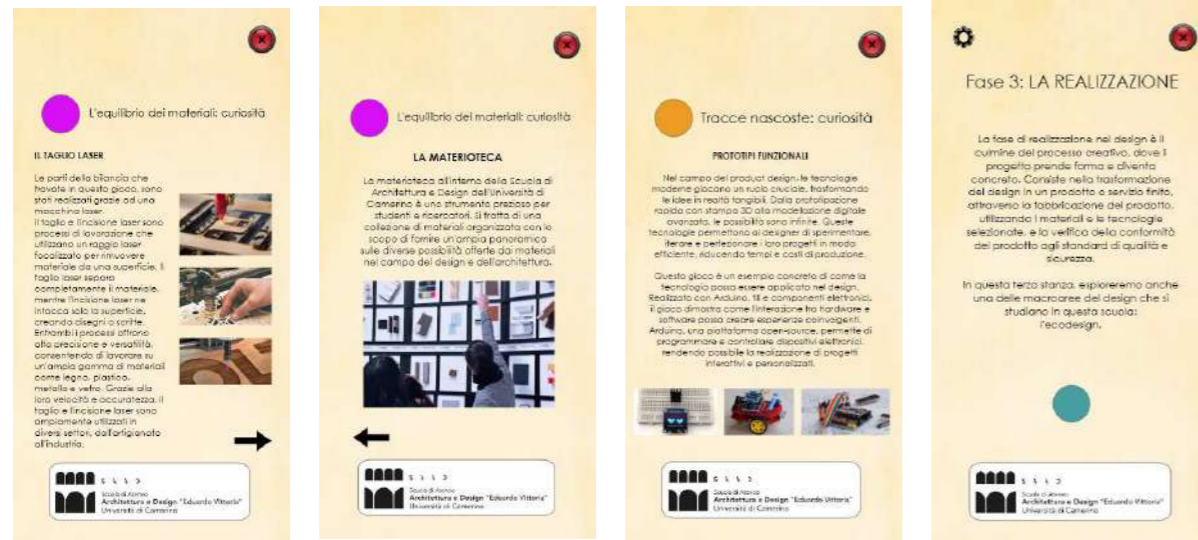 L'equilibrio dei materiali: curiosità
IL TAGLIO LASER
Le parti della bilancia che
trovate in questo gioco, sono
stati realizzati grazie ad una
macchina laser.
Il taglio e l'incisione laser sono
processi di lavorazione che
utilizzano un raggio laser
focalizzato per rimuovere
materiale da una superficie. Il
taglio laser separa
completamente il materiale,
mentre l'incisione laser ne
intacca solo la superficie,
creando disegni o scritte.
Entrambi i processi offrono
alta precisione e versatilità,
consentendo di lavorare su
un'ampia gamma di materiali
come legno, plastica,
metallo e vetro. Grazie alla
loro velocità e accuratezza, il
taglio e l'incisione laser sono
ampiamente utilizzati in
diversi settori, dall'artigianato
all'industria.
Scuola di Ateneo
Architettura e Design "Eduardo Vittoria"
Università di Camerino
L'equilibrio dei materiali: curiosità
LA MATERIOTECA
La materioteca all'interno della Scuola di
Architettura e Design dell'Università di
Camerino è uno strumento prezioso per
studenti e ricercatori. Si tratta di una
collezione di materiali organizzata con lo
scopo di fornire un'ampia panoramica
sulle diverse possibilità offerte dai materiali
nel campo del design e dell'architettura.
Scuola di Ateneo
Architettura e Design "Eduardo Vittoria"
Università di Camerino
Tracce nascoste: curiosità
PROTOTIPI FUNZIONALI
Nel campo del product design, le tecnologie
moderne giocano un ruolo cruciale, trasformando
le idee in realtà tangibili. Dalla prototipazione
rapida con stampa 3D alla modellazione digitale
avanzata, le possibilità sono infinite. Queste
tecnologie permettono ai designer di sperimentare,
iterare e perfezionare i loro progetti in modo
efficiente, riducendo tempi e costi di produzione.
Questo gioco è un esempio concreto di come la
tecnologia possa essere applicata nel design.
Realizzato con Arduino, fili e componenti elettronici,
il gioco dimostra come l'interazione tra hardware e
software possa creare esperienze coinvolgenti.
Arduino, una piattaforma open-source, permette di
programmare e controllare dispositivi elettronici,
rendendo possibile la realizzazione di progetti
interattivi e personalizzati.
Scuola di Ateneo
Architettura e Design "Eduardo Vittoria"
Università di Camerino
Fase 3: LA REALIZZAZIONE
La fase di realizzazione nel design è il
culmine del processo creativo, dove il
progetto prende forma e diventa
concreto. Consiste nella trasformazione
del design in un prodotto o servizio finito,
attraverso la fabbricazione del prodotto,
utilizzando i materiali e le tecnologie
selezionate, e la verifica della conformità
del prodotto agli standard di qualità e
sicurezza.
In questa terza stanza, esploreremo anche
una delle macroaree del design che si
studiano in questa scuola:
l'ecodesign.
Scuola di Ateneo
Architettura e Design "Eduardo Vittoria"
Università di Camerino